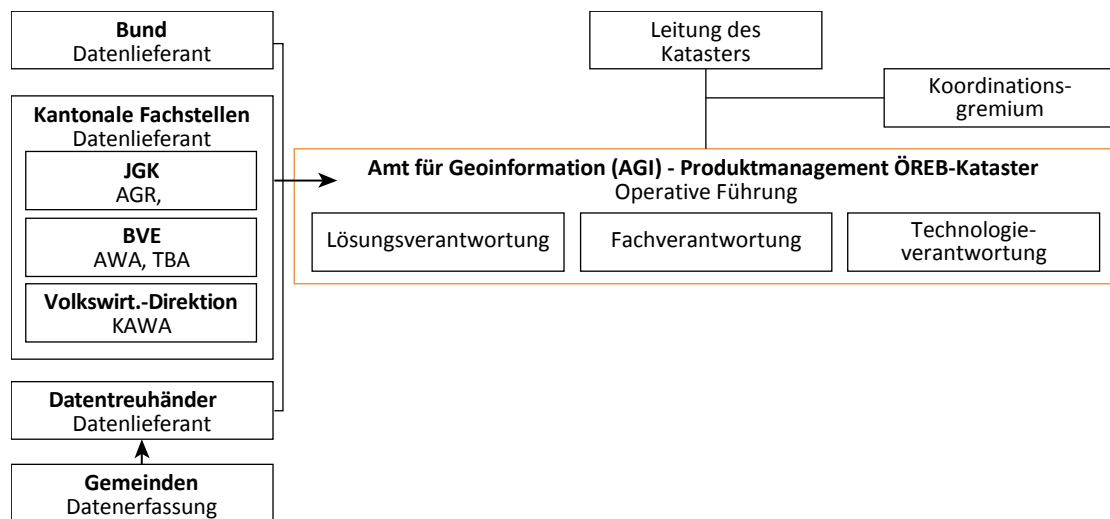 Bund
Datenlieferant
Kantonale Fachstellen
Datenlieferant
JGK
AGR,
BVE
AWA, TBA
Volkswirt.-Direktion
KAWA
Datentreuhänder
Datenlieferant
Gemeinden
Datenerfassung
Leitung des
Katasters
Koordinations-
gremium
Amt für Geoinformation (AGI) - Produktmanagement ÖREB-Kataster
Operative Führung
Lösungsverantwortung
Fachverantwortung
Technologie-
verantwortung